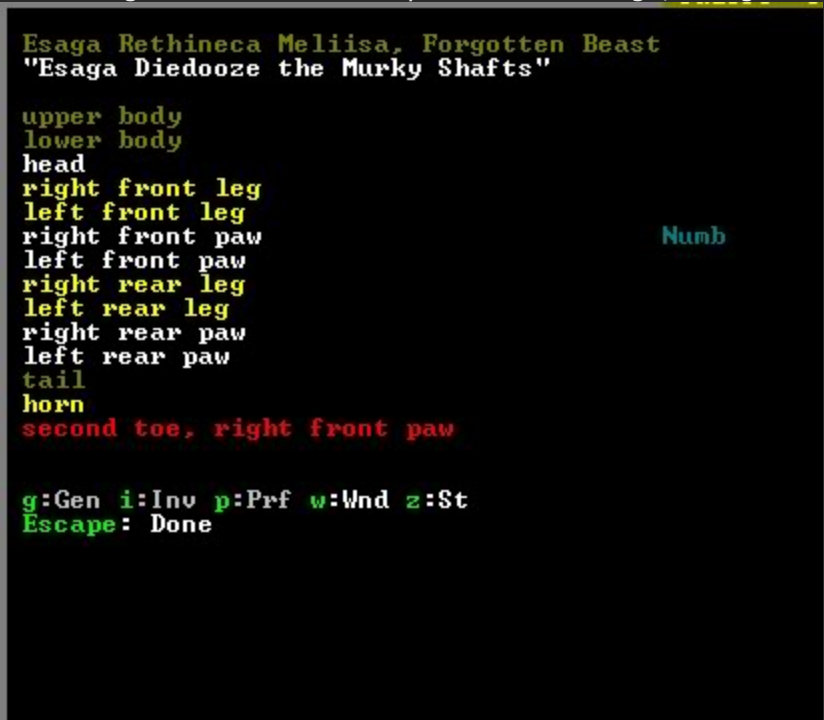 Esaga Rethineca Meliisa, Forgotten Beast
"Esaga Diedooze the Murky Shafts"
upper body
lower body
head
right front leg
left front leg
right front paw Numb
left front paw
right rear leg
left rear leg
right rear paw
left rear paw
tail
horn
second toe, right front paw
g:Gen i:Inv p:Prf w:Wnd z:St
Escape: Done